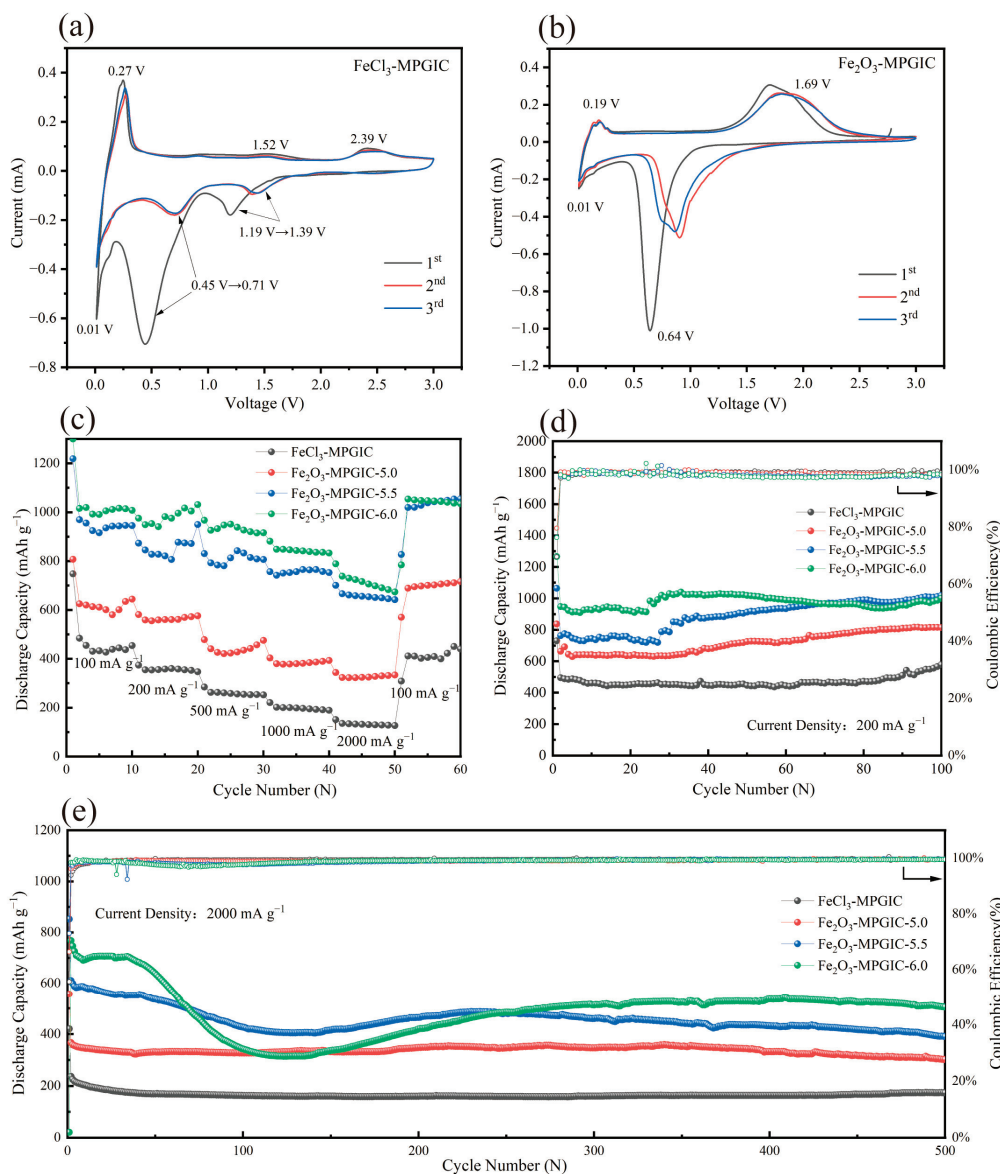 (a)
FeCl₃-MPGIC
0.27 V
1.52 V
2.39 V
1.19 V→1.39 V
0.45 V→0.71 V
0.01 V
1st
2nd
3rd
0.4
0.2
0.0
−0.2
−0.4
−0.6
−0.8
Current (mA)
0.0 0.5 1.0 1.5 2.0 2.5 3.0
Voltage (V)
(b)
Fe₂O₃-MPGIC
0.19 V
1.69 V
0.01 V
0.64 V
1st
2nd
3rd
0.6
0.4
0.2
0.0
−0.2
−0.4
−0.6
−0.8
−1.0
−1.2
Current (mA)
0.0 0.5 1.0 1.5 2.0 2.5 3.0
Voltage (V)
(c)
FeCl₃-MPGIC
Fe₂O₃-MPGIC-5.0
Fe₂O₃-MPGIC-5.5
Fe₂O₃-MPGIC-6.0
100 mA g⁻¹
200 mA g⁻¹
500 mA g⁻¹
1000 mA g⁻¹
2000 mA g⁻¹
100 mA g⁻¹
1200
1000
800
600
400
200
0
Discharge Capacity (mAh g⁻¹)
0 10 20 30 40 50 60
Cycle Number (N)
(d)
FeCl₃-MPGIC
Fe₂O₃-MPGIC-5.0
Fe₂O₃-MPGIC-5.5
Fe₂O₃-MPGIC-6.0
Current Density：200 mA g⁻¹
2000
1800
1600
1400
1200
1000
800
600
400
200
0
Discharge Capacity (mAh g⁻¹)
100%
80%
60%
40%
20%
0%
Coulombic Efficiency(%)
0 20 40 60 80 100
Cycle Number (N)
(e)
Current Density：2000 mA g⁻¹
FeCl₃-MPGIC
Fe₂O₃-MPGIC-5.0
Fe₂O₃-MPGIC-5.5
Fe₂O₃-MPGIC-6.0
1200
1000
800
600
400
200
0
Discharge Capacity (mAh g⁻¹)
100%
80%
60%
40%
20%
0%
Coulombic Efficiency(%)
0 100 200 300 400 500
Cycle Number (N)